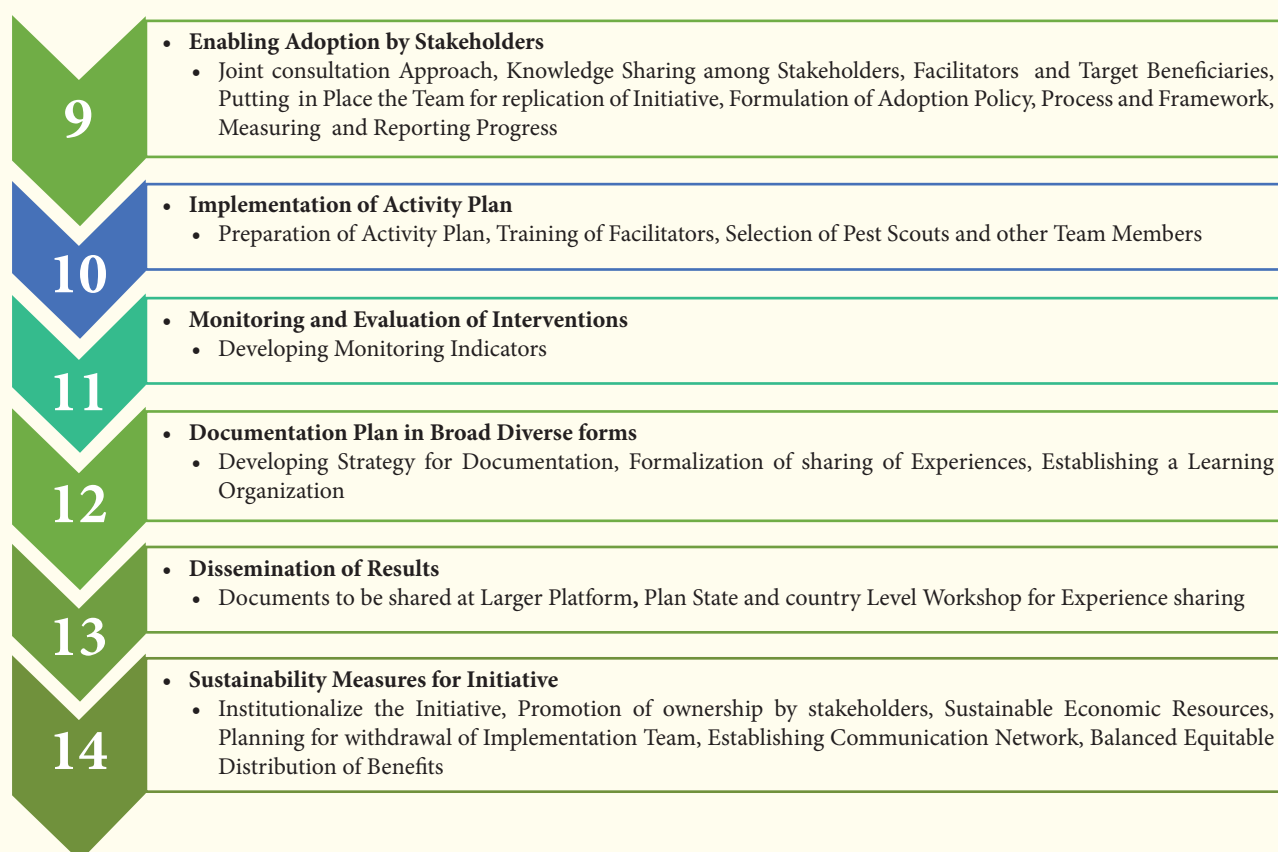 9
• Enabling Adoption by Stakeholders
• Joint consultation Approach, Knowledge Sharing among Stakeholders, Facilitators and Target Beneficiaries,
Putting in Place the Team for replication of Initiative, Formulation of Adoption Policy, Process and Framework,
Measuring and Reporting Progress
10
• Implementation of Activity Plan
• Preparation of Activity Plan, Training of Facilitators, Selection of Pest Scouts and other Team Members
11
• Monitoring and Evaluation of Interventions
• Developing Monitoring Indicators
12
• Documentation Plan in Broad Diverse forms
• Developing Strategy for Documentation, Formalization of sharing of Experiences, Establishing a Learning
Organization
13
• Dissemination of Results
• Documents to be shared at Larger Platform, Plan State and country Level Workshop for Experience sharing
14
• Sustainability Measures for Initiative
• Institutionalize the Initiative, Promotion of ownership by stakeholders, Sustainable Economic Resources,
Planning for withdrawal of Implementation Team, Establishing Communication Network, Balanced Equitable
Distribution of Benefits